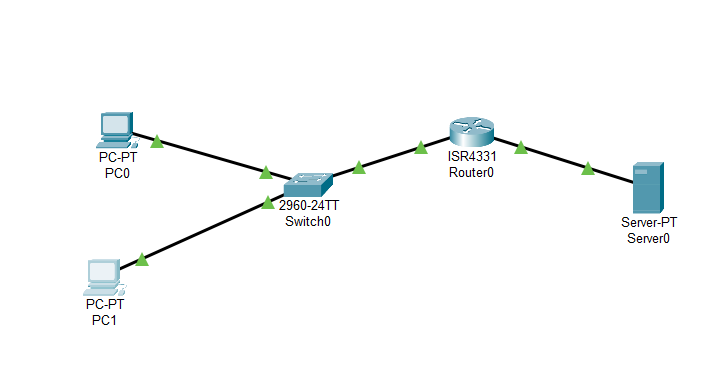 PC-PT
PC0
ISR4331
Router0
2960-24TT
Switch0
Server-PT
Server0
PC-PT
PC1